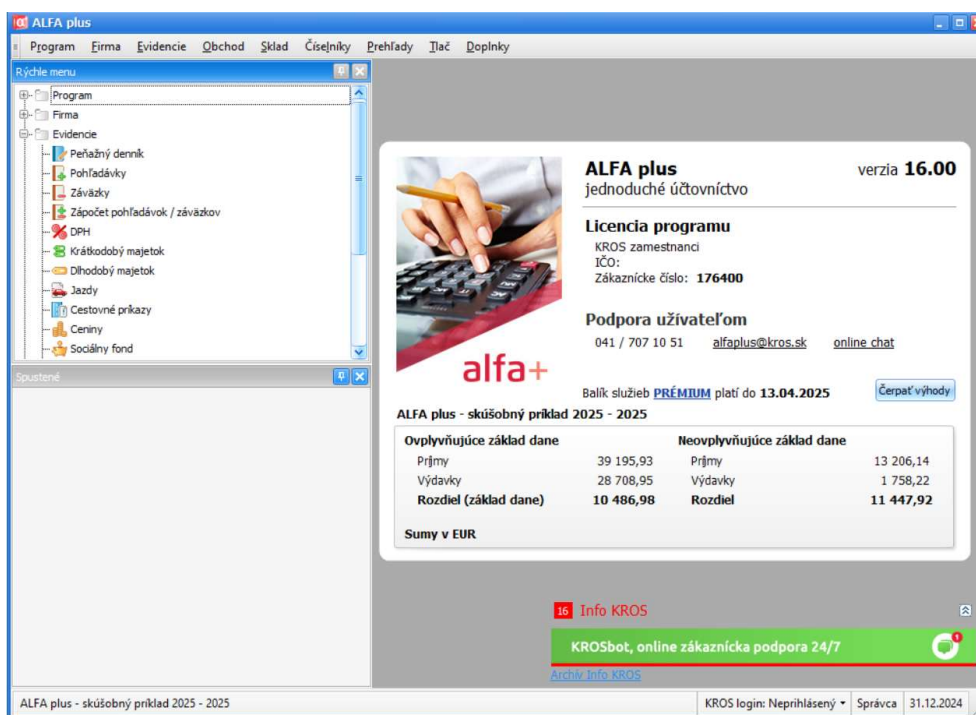 ALFA plus
Program Firma Evidencie Obchod Sklad Číselníky Prehľady Tlač Doplnky
Rýchle menu
Program
Firma
Evidencie
Peňažný denník
Pohľadávky
Záväzky
Zápočet pohľadávok / záväzkov
DPH
Krátkodobý majetok
Dlhodobý majetok
Jazdy
Cestovné príkazy
Ceniny
Sociálny fond
Spustené
ALFA plus verzia 16.00
jednoduché účtovníctvo
Licencia programu
KROS zamestnanci
IČO:
Zákaznícke číslo: 176400
Podpora užívateľom
041 / 707 10 51 alfaplus@kros.sk online chat
alfa+
Balík služieb PRÉMIUM platí do 13.04.2025 Čerpať výhody
ALFA plus - skúšobný príklad 2025 - 2025
Ovplyvňujúce základ dane Neovplyvňujúce základ dane
Príjmy 39 195,93 Príjmy 13 206,14
Výdavky 28 708,95 Výdavky 1 758,22
Rozdiel (základ dane) 10 486,98 Rozdiel 11 447,92
Sumy v EUR
16 Info KROS
KROSbot, online zákaznícka podpora 24/7 1
Archív Info KROS
ALFA plus - skúšobný príklad 2025 - 2025 KROS login: Neprihlásený Správca 31.12.2024